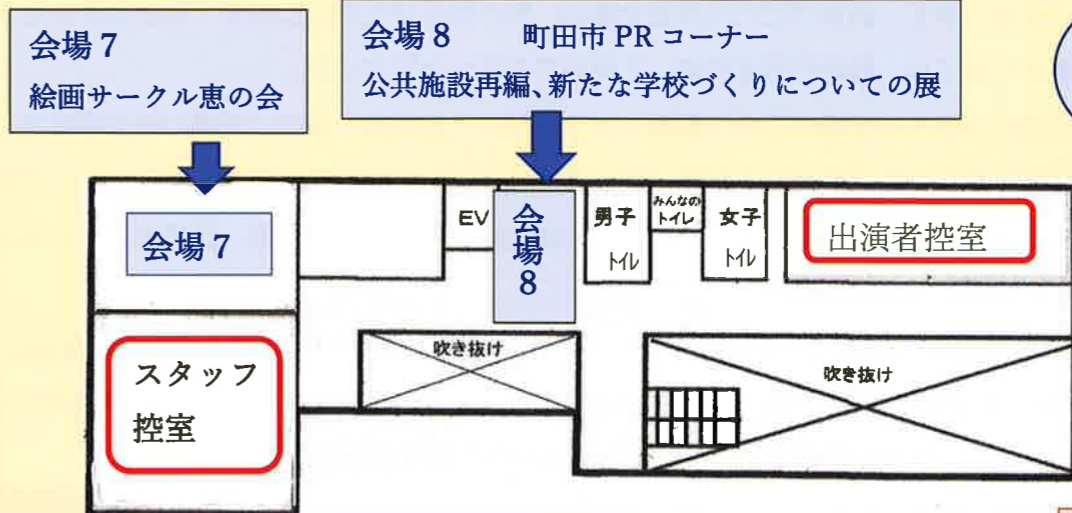 会場7
絵画サークル恵の会
会場8 町田市 PR コーナー
公共施設再編、新たな学校づくりについての展
会場7
EV
会場8
男子
トイレ
みんなの
トイレ
女子
トイレ
出演者控室
スタッフ
控室
吹き抜け
吹き抜け